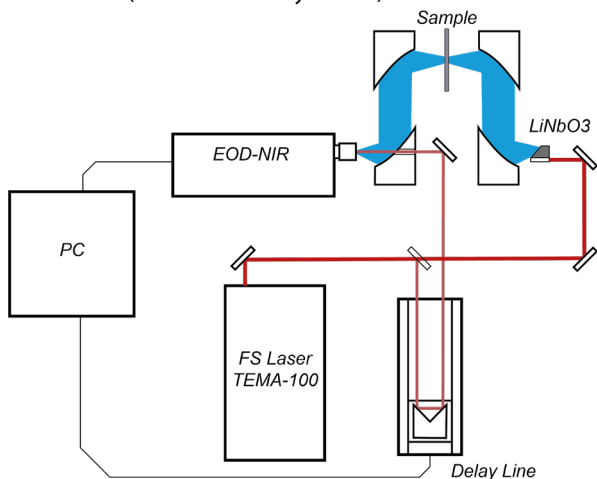 Sample
LiNbO3
EOD-NIR
PC
FS Laser
TEMA-100
Delay Line